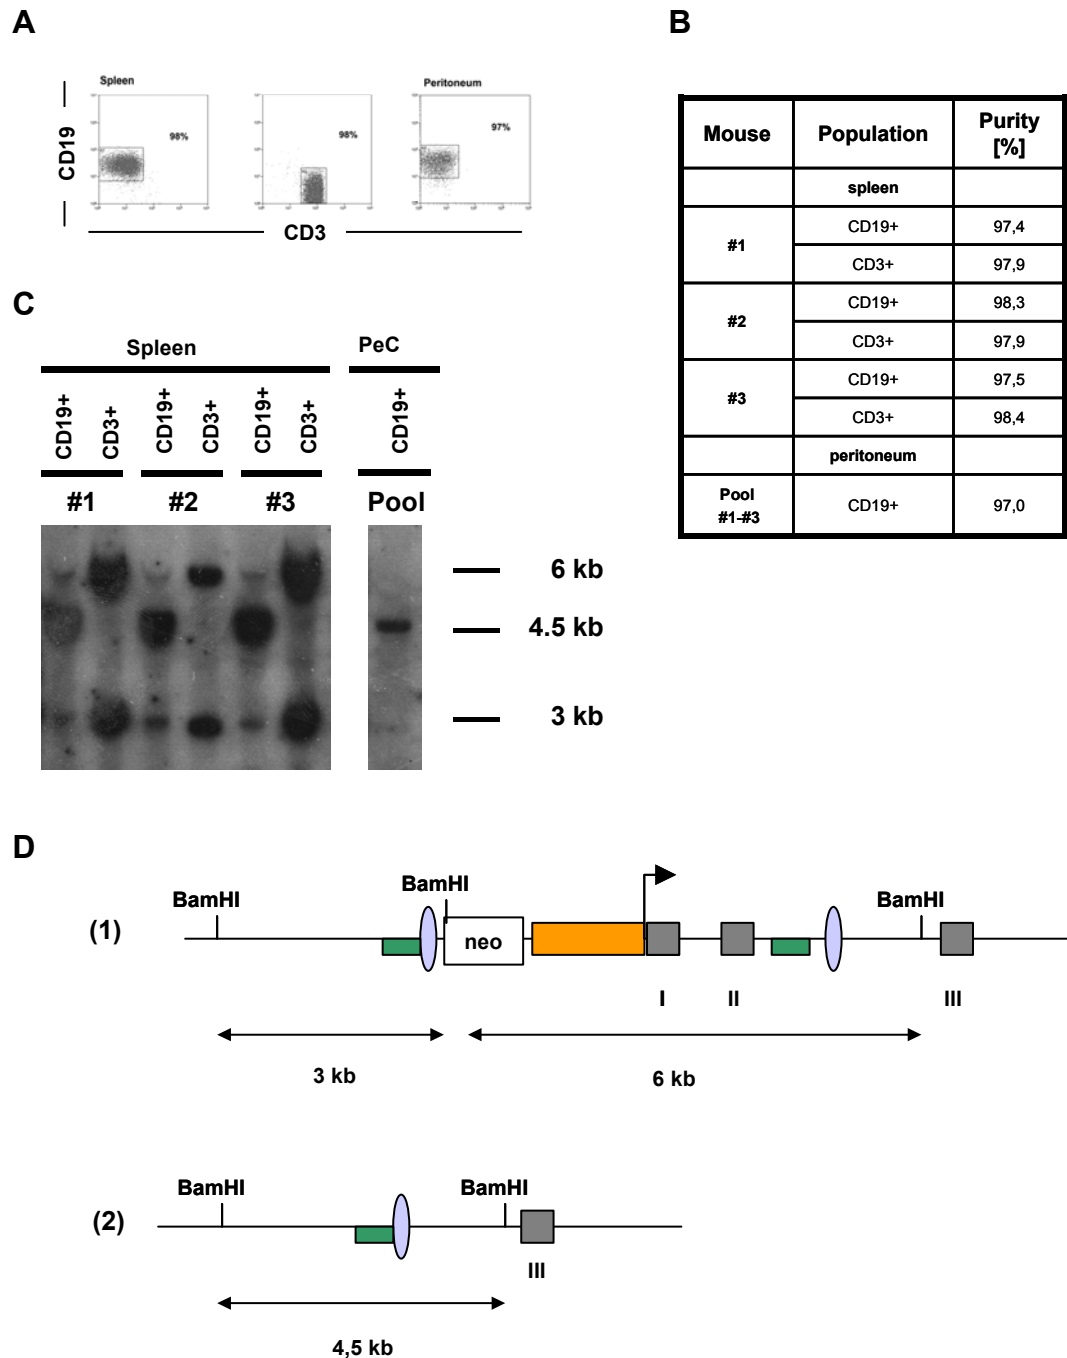 A
B
Spleen
Peritoneum
98%
98%
97%
CD19
CD3
Mouse Population Purity [%]
spleen
#1 CD19+ 97,4
CD3+ 97,9
#2 CD19+ 98,3
CD3+ 97,9
#3 CD19+ 97,5
CD3+ 98,4
peritoneum
Pool #1-#3 CD19+ 97,0
C
Spleen PeC
CD19+ CD3+ CD19+ CD3+ CD19+ CD3+ CD19+
#1 #2 #3 Pool
6 kb
4.5 kb
3 kb
D
BamHI BamHI BamHI
(1) neo
I II III
3 kb 6 kb
BamHI BamHI
(2)
III
4,5 kb